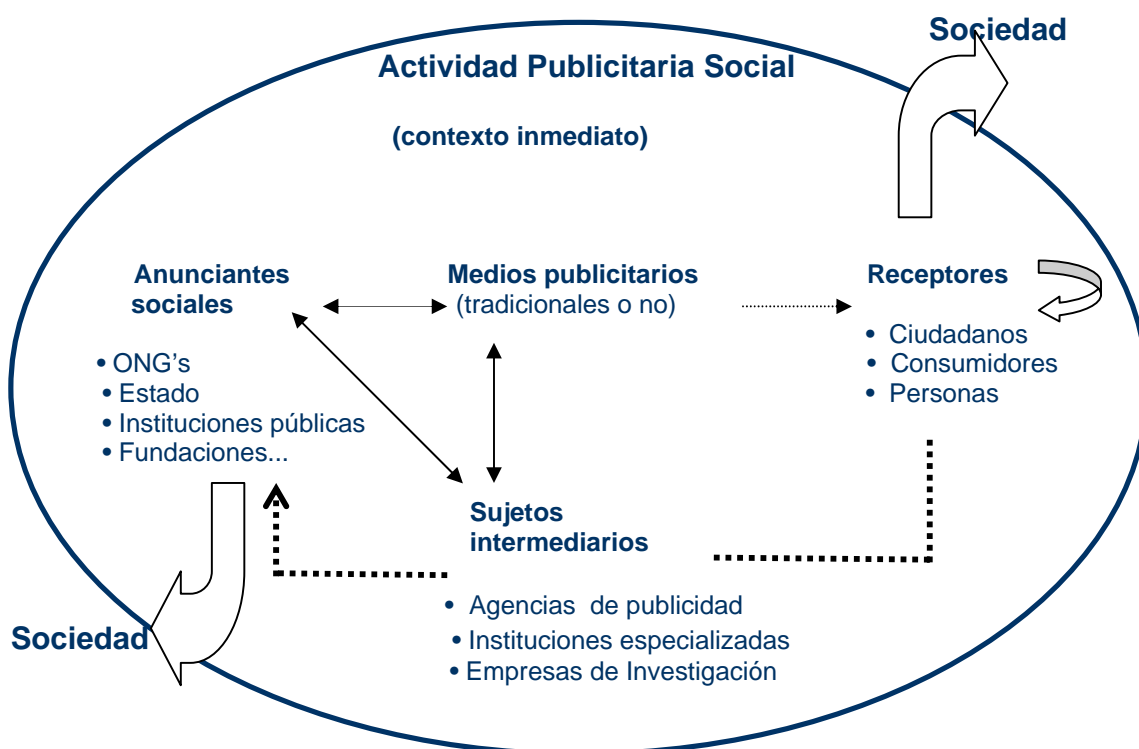 Sociedad
Actividad Publicitaria Social
(contexto inmediato)
Anunciantes
sociales
• ONG's
• Estado
• Instituciones públicas
• Fundaciones...
Medios publicitarios
(tradicionales o no)
Receptores
• Ciudadanos
• Consumidores
• Personas
Sujetos
intermediarios
• Agencias de publicidad
• Instituciones especializadas
• Empresas de Investigación
Sociedad